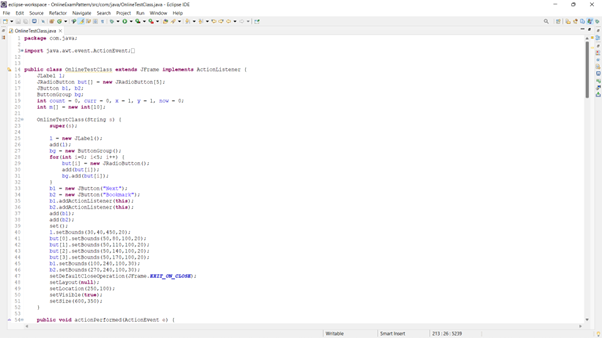 eclipse-workspace - OnlineExamPattern/src/com/java/OnlineTestClass.java - Eclipse IDE
File Edit Source Refactor Navigate Search Project Run Window Help
OnlineTestClass.java
1 package com.java;
2
3 import java.awt.event.ActionEvent;
12
13
14 public class OnlineTestClass extends JFrame implements ActionListener {
15 JLabel l;
16 JRadioButton but[] = new JRadioButton[5];
17 JButton b1, b2;
18 ButtonGroup bg;
19 int count = 0, curr = 0, x = 1, y = 1, now = 0;
20 int m[] = new int[10];
21
22 OnlineTestClass(String s) {
23 super(s);
24
25 l = new JLabel();
26 add(l);
27 bg = new ButtonGroup();
28 for(int i=0; i<5; i++) {
29 but[i] = new JRadioButton();
30 add(but[i]);
31 bg.add(but[i]);
32 }
33 b1 = new JButton("Next");
34 b2 = new JButton("Bookmark");
35 b1.addActionListener(this);
36 b2.addActionListener(this);
37 add(b1);
38 add(b2);
39 set();
40 l.setBounds(30,40,450,20);
41 but[0].setBounds(50,80,100,20);
42 but[1].setBounds(50,110,100,20);
43 but[2].setBounds(50,140,100,20);
44 but[3].setBounds(50,170,100,20);
45 b1.setBounds(100,240,100,30);
46 b2.setBounds(270,240,100,30);
47 setDefaultCloseOperation(JFrame.EXIT_ON_CLOSE);
48 setLayout(null);
49 setLocation(250,100);
50 setVisible(true);
51 setSize(600,350);
52 }
53
54 public void actionPerformed(ActionEvent e) {
Writable Smart Insert 213 : 26 : 5239